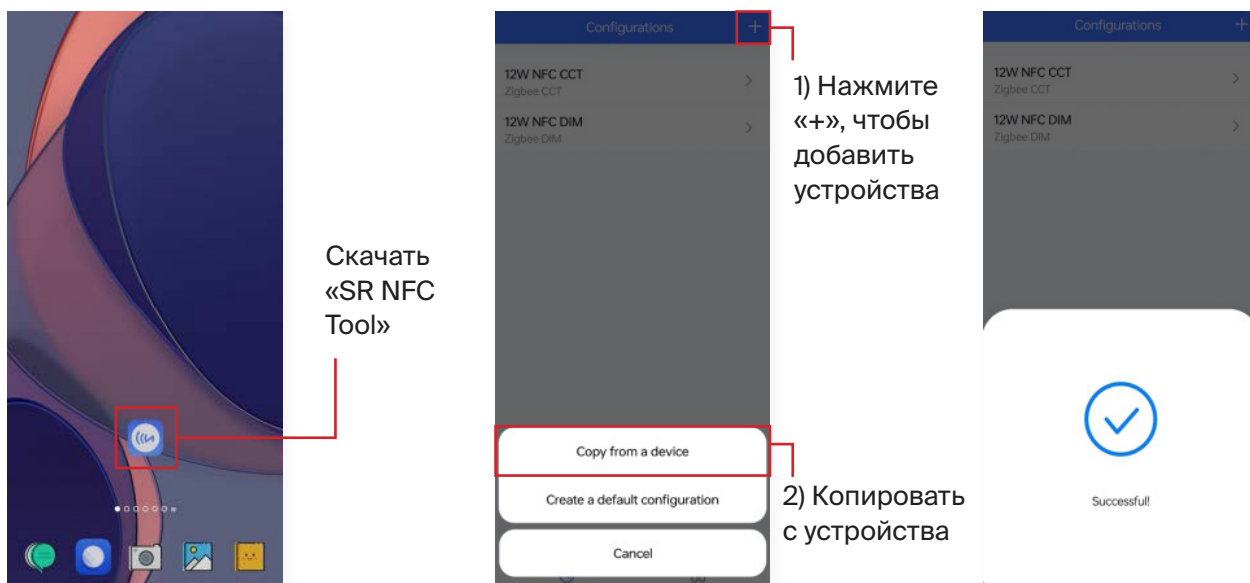 Скачать
«SR NFC
Tool»
Configurations +
12W NFC CCT
Zigbee CCT
12W NFC DIM
Zigbee DIM
Copy from a device
Create a default configuration
Cancel
1) Нажмите
«+», чтобы
добавить
устройства
2) Копировать
с устройства
Configurations +
12W NFC CCT
Zigbee CCT
12W NFC DIM
Zigbee DIM
Successful!